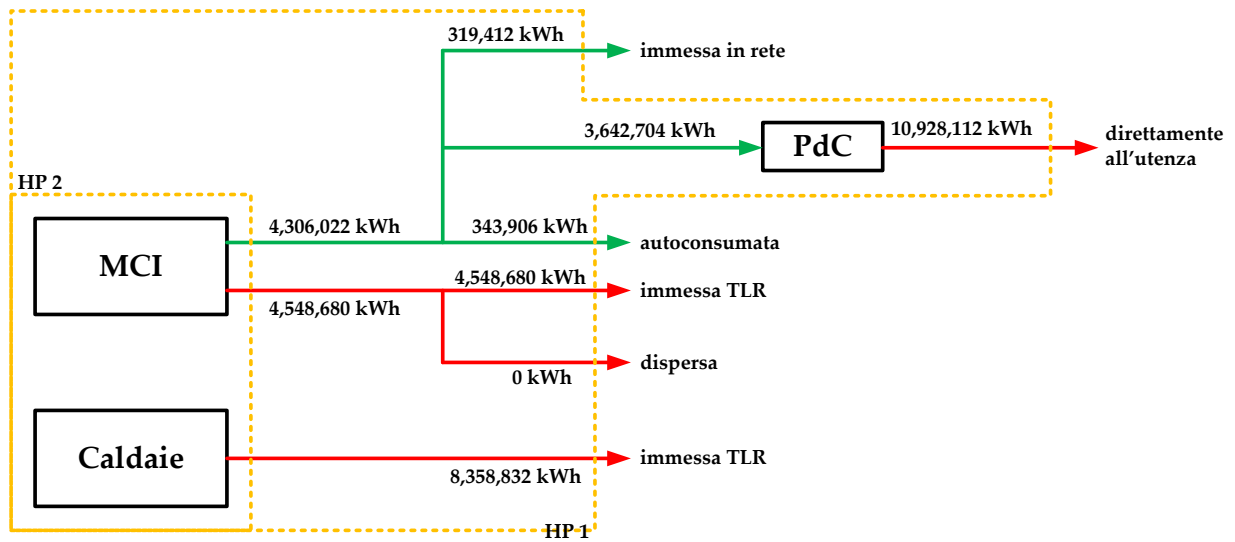 319,412 kWh
immessa in rete
3,642,704 kWh
PdC
10,928,112 kWh
direttamente
all'utenza
HP 2
MCI
4,306,022 kWh
343,906 kWh
autoconsumata
4,548,680 kWh
4,548,680 kWh
immessa TLR
0 kWh
dispersa
Caldaie
8,358,832 kWh
immessa TLR
HP 1